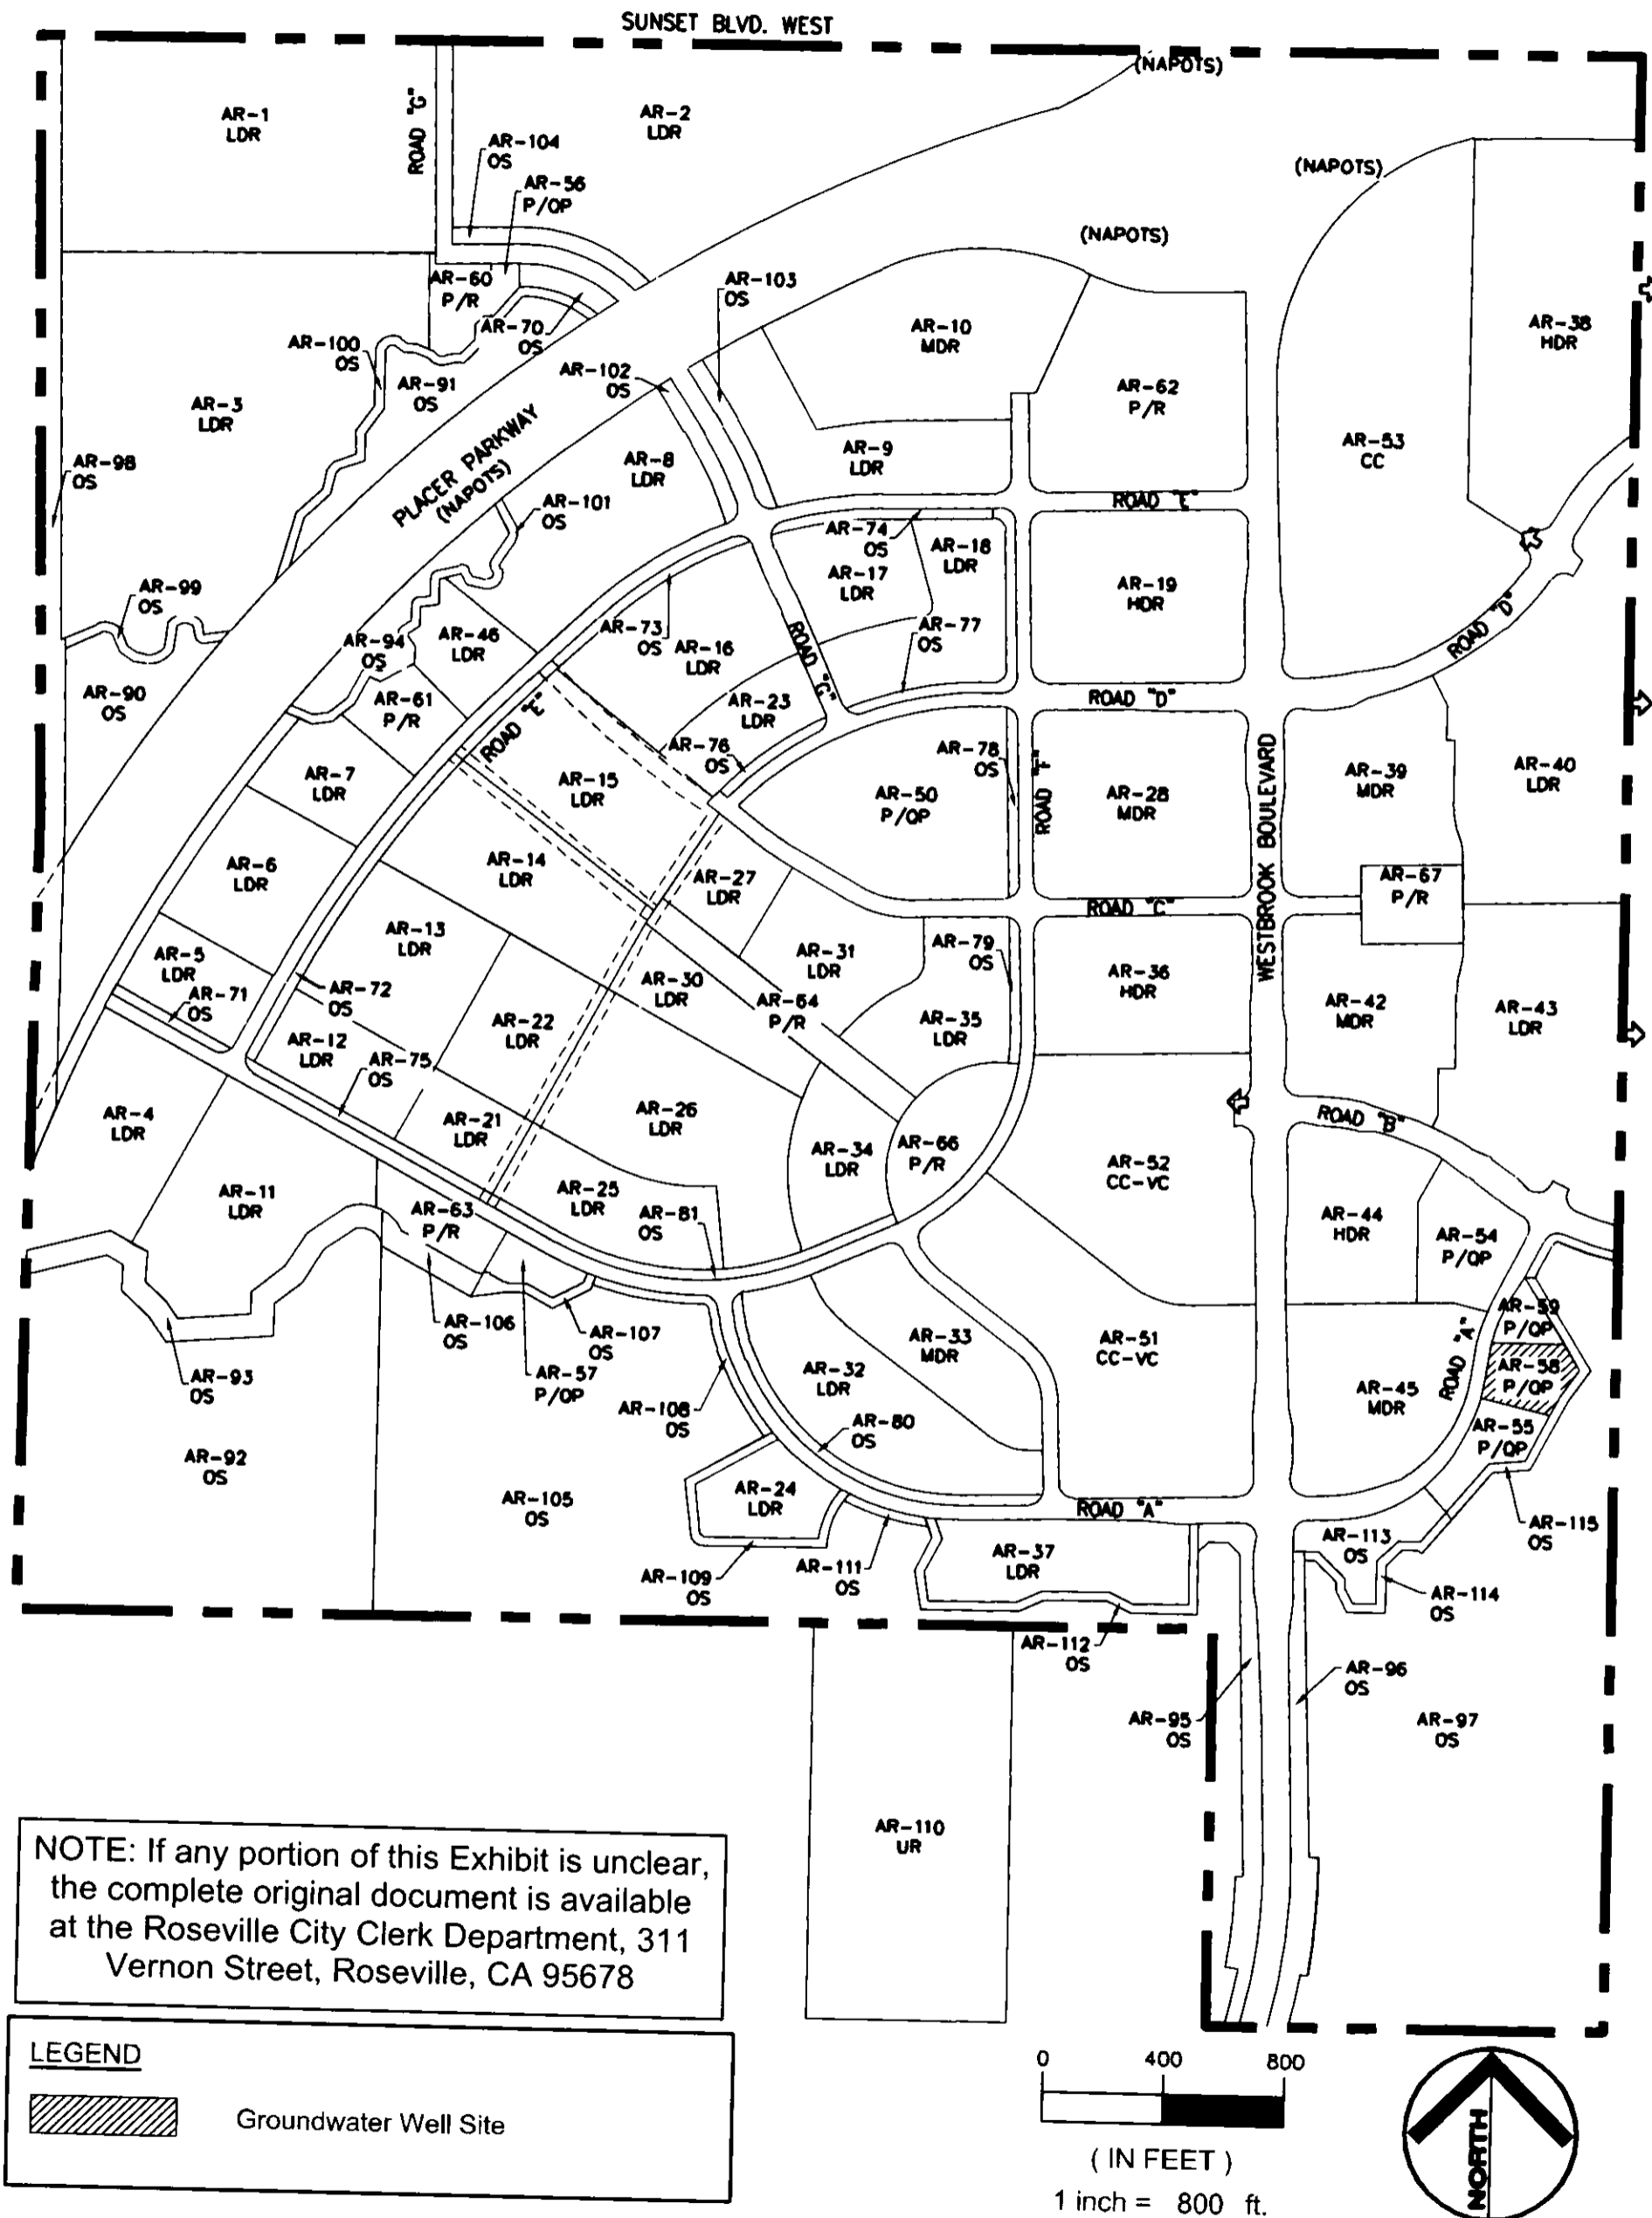 SUNSET BLVD. WEST
(NAPOTS)
AR-1
LDR
ROAD "G"
AR-2
LDR
AR-104
OS
AR-56
P/QP
(NAPOTS)
(NAPOTS)
AR-60
P/R
AR-103
OS
AR-70
OS
AR-10
MDR
AR-38
HDR
AR-100
OS
AR-102
OS
AR-91
OS
AR-62
P/R
AR-3
LDR
PLACER PARKWAY
(NAPOTS)
AR-53
CC
AR-9
LDR
AR-8
LDR
AR-98
OS
AR-101
OS
ROAD "E"
AR-74
OS
AR-18
LDR
AR-17
LDR
AR-19
HDR
AR-99
OS
AR-94
OS
AR-46
LDR
AR-73
OS
AR-16
LDR
ROAD "G"
AR-77
OS
ROAD "D"
AR-90
OS
AR-61
P/R
ROAD "E"
AR-23
LDR
ROAD "D"
AR-76
OS
AR-78
OS
ROAD "F"
WESTBROOK BOULEVARD
AR-7
LDR
AR-15
LDR
AR-50
P/QP
AR-28
MDR
AR-39
MDR
AR-40
LDR
AR-6
LDR
AR-14
LDR
AR-27
LDR
AR-67
P/R
ROAD "C"
AR-13
LDR
AR-5
LDR
AR-31
LDR
AR-79
OS
AR-71
OS
AR-72
OS
AR-30
LDR
AR-64
P/R
AR-36
HDR
AR-42
MDR
AR-43
LDR
AR-22
LDR
AR-35
LDR
AR-12
LDR
AR-75
OS
AR-4
LDR
AR-21
LDR
AR-26
LDR
ROAD "B"
AR-34
LDR
AR-66
P/R
AR-52
CC-VC
AR-11
LDR
AR-63
P/R
AR-25
LDR
AR-81
OS
AR-44
HDR
AR-54
P/QP
AR-106
OS
AR-107
OS
AR-59
P/QP
AR-93
OS
AR-57
P/QP
AR-33
MDR
AR-51
CC-VC
ROAD "A"
AR-58
P/QP
AR-32
LDR
AR-45
MDR
AR-108
OS
AR-80
OS
AR-55
P/QP
AR-92
OS
AR-105
OS
AR-24
LDR
ROAD "A"
AR-113
OS
AR-115
OS
AR-37
LDR
AR-109
OS
AR-111
OS
AR-114
OS
AR-112
OS
AR-96
OS
AR-95
OS
AR-97
OS
AR-110
UR
NOTE: If any portion of this Exhibit is unclear,
the complete original document is available
at the Roseville City Clerk Department, 311
Vernon Street, Roseville, CA 95678
LEGEND
Groundwater Well Site
0 400 800
( IN FEET )
1 inch = 800 ft.
NORTH